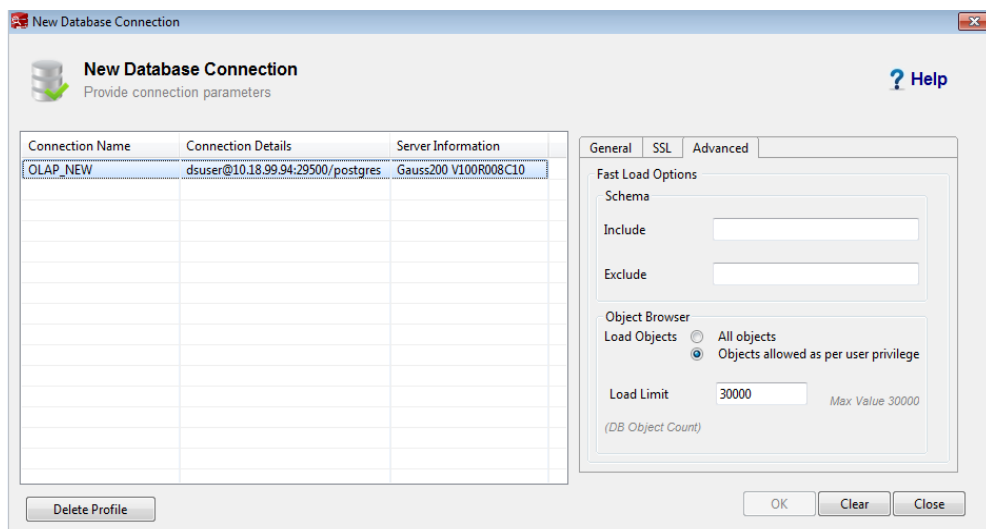 New Database Connection
New Database Connection
Provide connection parameters
? Help
Connection Name Connection Details Server Information
OLAP_NEW dsuser@10.18.99.94:29500/postgres Gauss200 V100R008C10
General SSL Advanced
Fast Load Options
Schema
Include
Exclude
Object Browser
Load Objects All objects
Objects allowed as per user privilege
Load Limit 30000 Max Value 30000
(DB Object Count)
Delete Profile
OK Clear Close